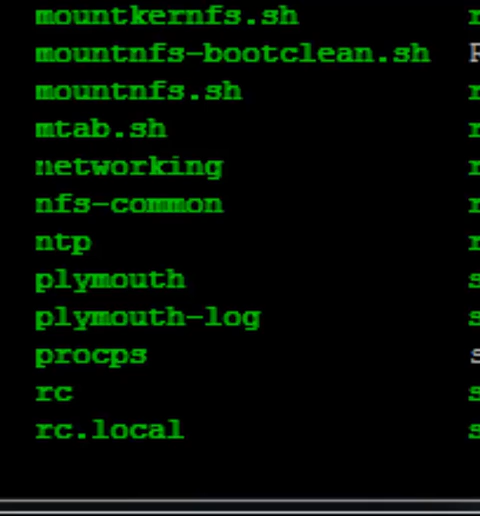 mountkernfs.sh
mountnfs-bootclean.sh
mountnfs.sh
mtab.sh
networking
nfs-common
ntp
plymouth
plymouth-log
procps
rc
rc.local